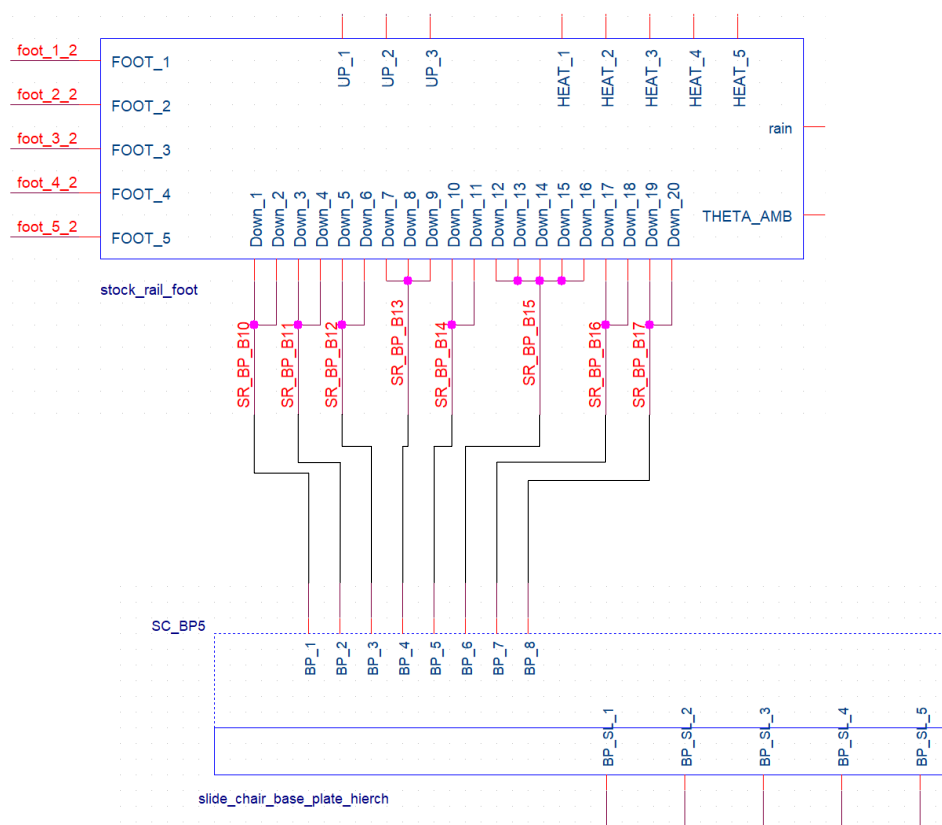 foot_1_2
foot_2_2
foot_3_2
foot_4_2
foot_5_2
FOOT_1
FOOT_2
FOOT_3
FOOT_4
FOOT_5
UP_1
UP_2
UP_3
HEAT_1
HEAT_2
HEAT_3
HEAT_4
HEAT_5
rain
THETA_AMB
Down_1
Down_2
Down_3
Down_4
Down_5
Down_6
Down_7
Down_8
Down_9
Down_10
Down_11
Down_12
Down_13
Down_14
Down_15
Down_16
Down_17
Down_18
Down_19
Down_20
stock_rail_foot
SR_BP_B10
SR_BP_B11
SR_BP_B12
SR_BP_B13
SR_BP_B14
SR_BP_B15
SR_BP_B16
SR_BP_B17
SC_BP5
BP_1
BP_2
BP_3
BP_4
BP_5
BP_6
BP_7
BP_8
BP_SL_1
BP_SL_2
BP_SL_3
BP_SL_4
BP_SL_5
slide_chair_base_plate_hierch